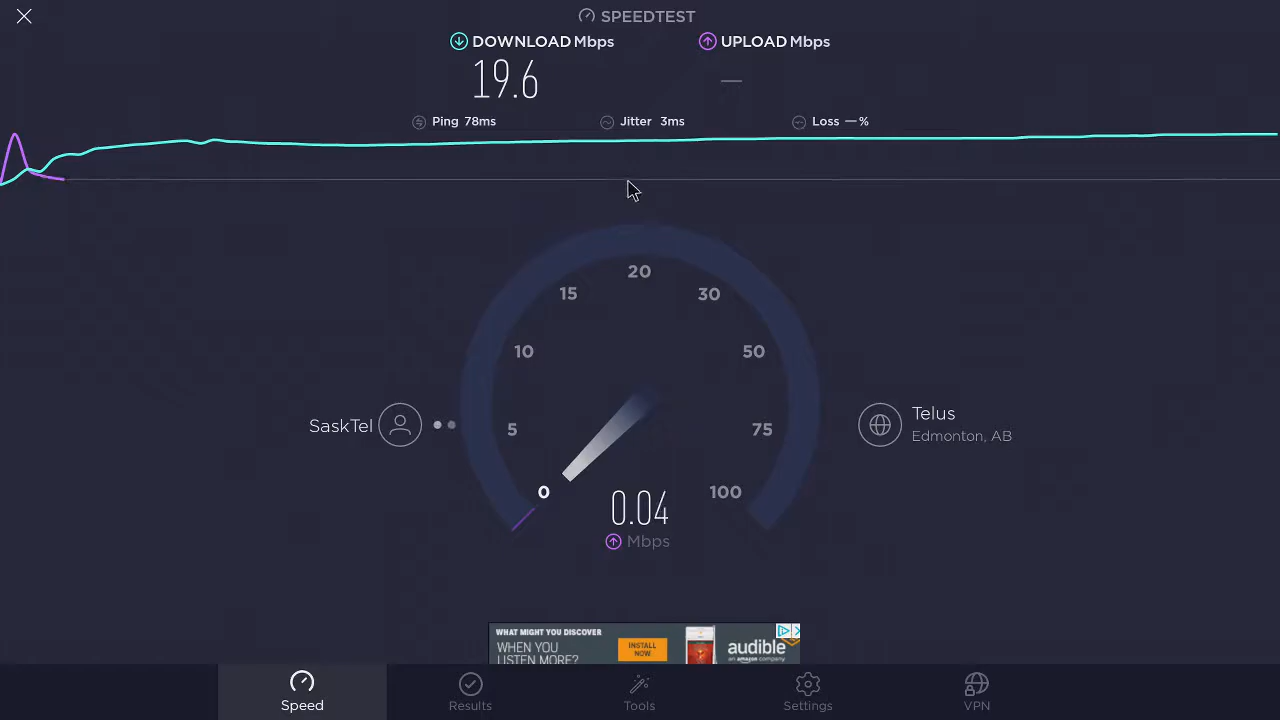 SPEEDTEST
DOWNLOAD Mbps
UPLOAD Mbps
19.6
—
Ping 78ms
Jitter 3ms
Loss —%
20
15
30
10
50
5
75
0
100
SaskTel
Telus
Edmonton, AB
0.04
Mbps
WHAT MIGHT YOU DISCOVER
WHEN YOU
LISTEN MORE?
INSTALL
NOW
audible
an amazon company
Speed
Results
Tools
Settings
VPN